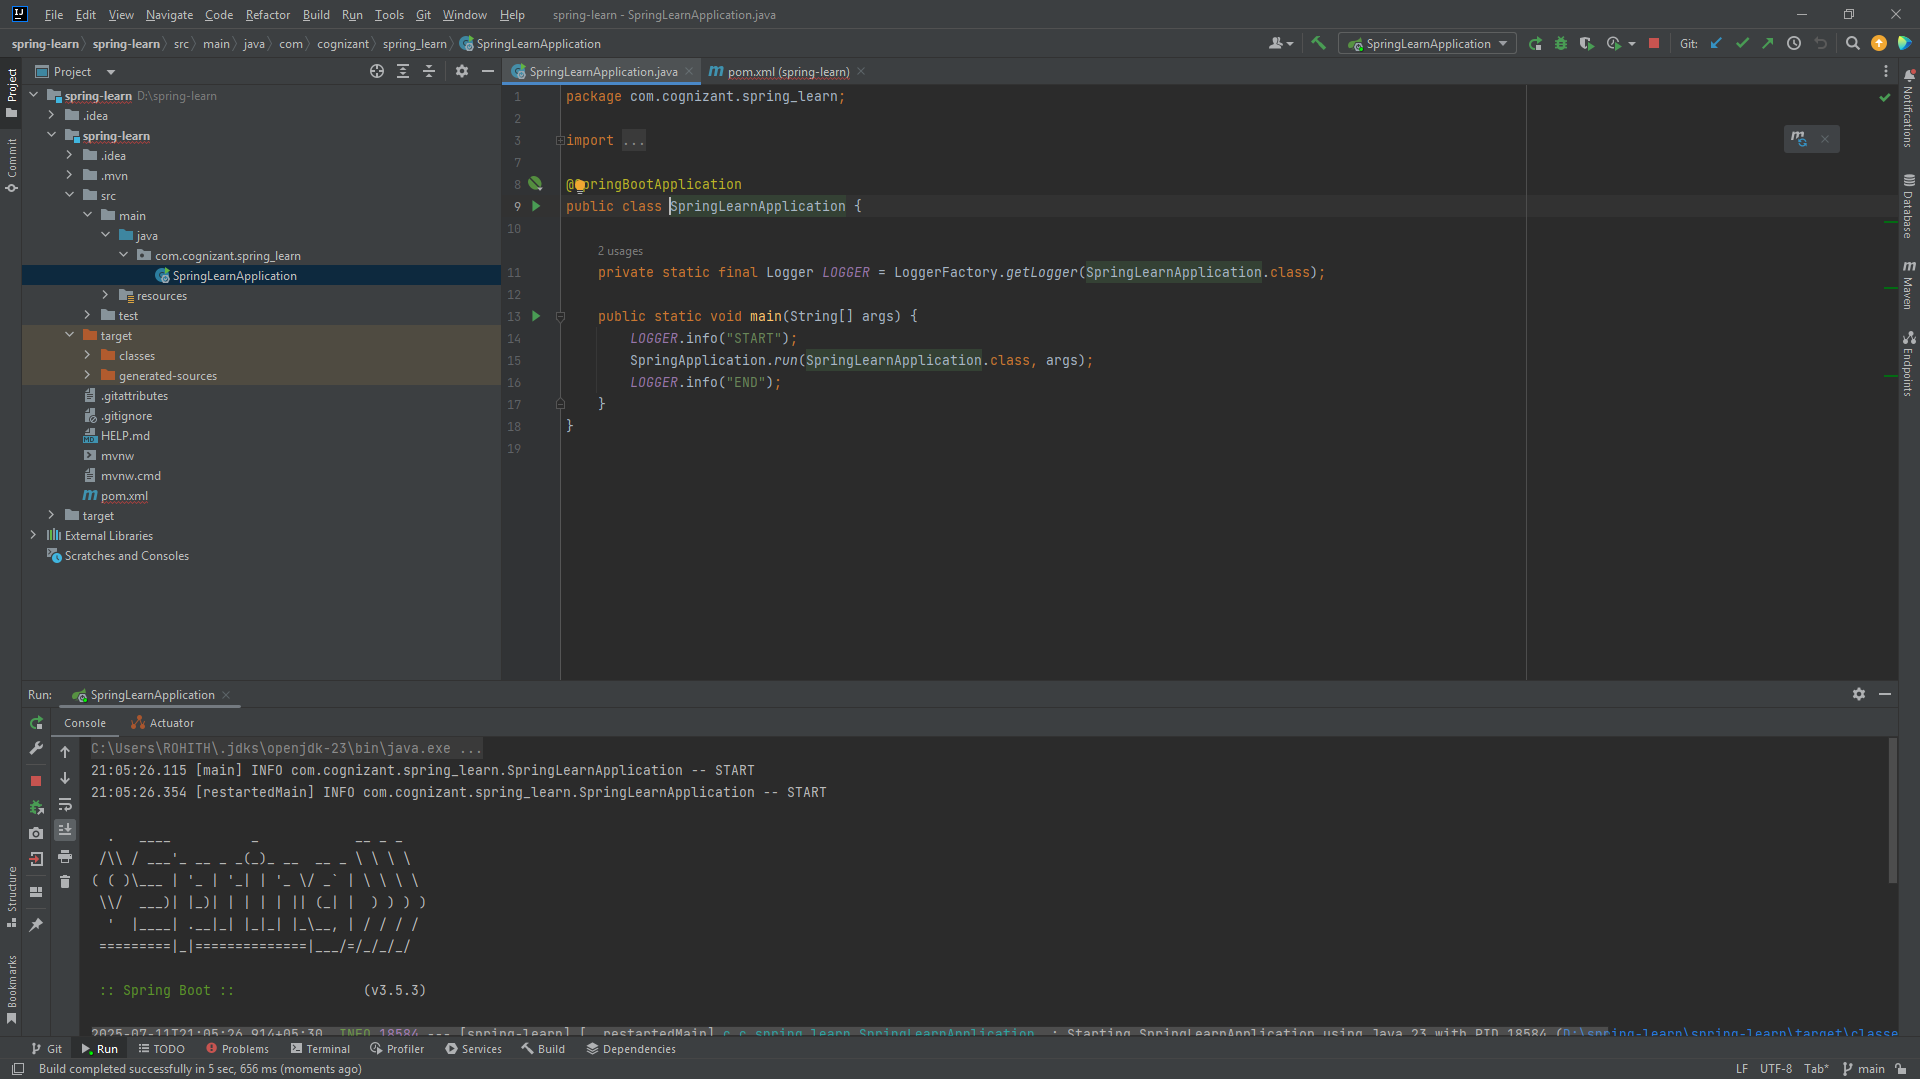 File Edit View Navigate Code Refactor Build Run Tools Git Window Help spring-learn - SpringLearnApplication.java
spring-learn spring-learn src main java com cognizant spring_learn SpringLearnApplication
SpringLearnApplication
Git:
Project
SpringLearnApplication.java
pom.xml (spring-learn)
spring-learn D:\spring-learn
.idea
spring-learn
.idea
.mvn
src
main
java
com.cognizant.spring_learn
SpringLearnApplication
resources
test
target
classes
generated-sources
.gitattributes
.gitignore
HELP.md
mvnw
mvnw.cmd
pom.xml
target
External Libraries
Scratches and Consoles
Project
Commit
Structure
Bookmarks
1 package com.cognizant.spring_learn;
2
3 import ...
7
8 @SpringBootApplication
9 public class SpringLearnApplication {
10
2 usages
11 private static final Logger LOGGER = LoggerFactory.getLogger(SpringLearnApplication.class);
12
13 public static void main(String[] args) {
14 LOGGER.info("START");
15 SpringApplication.run(SpringLearnApplication.class, args);
16 LOGGER.info("END");
17 }
18 }
19
Notifications
Database
Maven
Endpoints
Run: SpringLearnApplication
Console Actuator
C:\Users\ROHITH\.jdks\openjdk-23\bin\java.exe ...
21:05:26.115 [main] INFO com.cognizant.spring_learn.SpringLearnApplication -- START
21:05:26.354 [restartedMain] INFO com.cognizant.spring_learn.SpringLearnApplication -- START
  .   ____          _            __ _ _
 /\\ / ___'_ __ _ _(_)_ __  __ _ \ \ \ \
( ( )\___ | '_ | '_| | '_ \/ _` | \ \ \ \
 \\/  ___)| |_)| | | | | || (_| |  ) ) ) )
  '  |____| .__|_| |_|_| |_\__, | / / / /
 =========|_|==============|___/=/_/_/_/
:: Spring Boot :: (v3.5.3)
2025-07-11T21:05:26.914+05:30 INFO 18584 --- [spring-learn] [ restartedMain] c.c.spring_learn.SpringLearnApplication : Starting SpringLearnApplication using Java 23 with PID 18584 (D:\spring-learn\spring-learn\target\classe
Git Run TODO Problems Terminal Profiler Services Build Dependencies
Build completed successfully in 5 sec, 656 ms (moments ago)
LF UTF-8 Tab* main